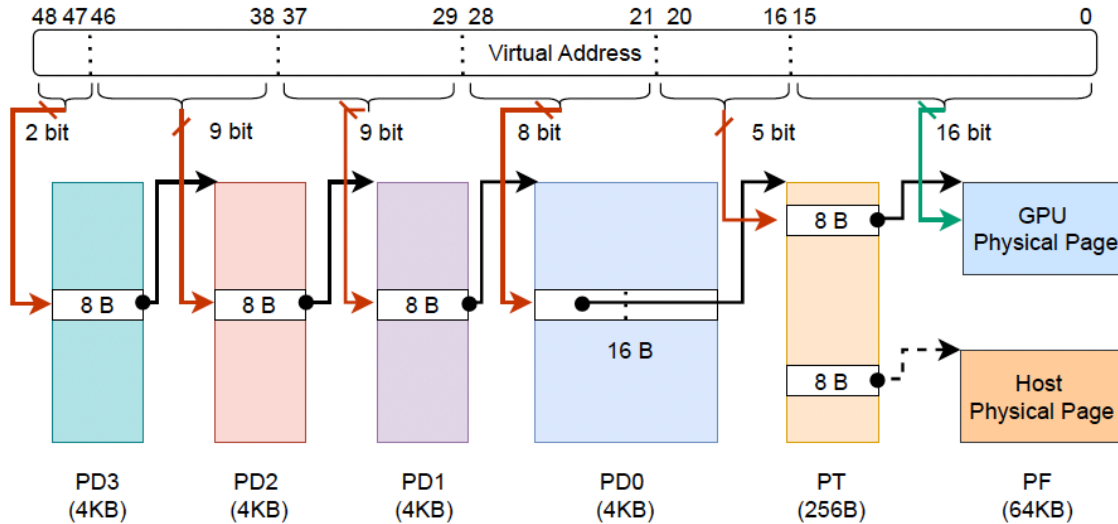 48 47 46 38 37 29 28 21 20 16 15 0
Virtual Address
2 bit 9 bit 9 bit 8 bit 5 bit 16 bit
8 B
GPU
Physical Page
8 B 8 B 8 B
16 B
8 B
Host
Physical Page
PD3 PD2 PD1 PD0 PT PF
(4KB) (4KB) (4KB) (4KB) (256B) (64KB)